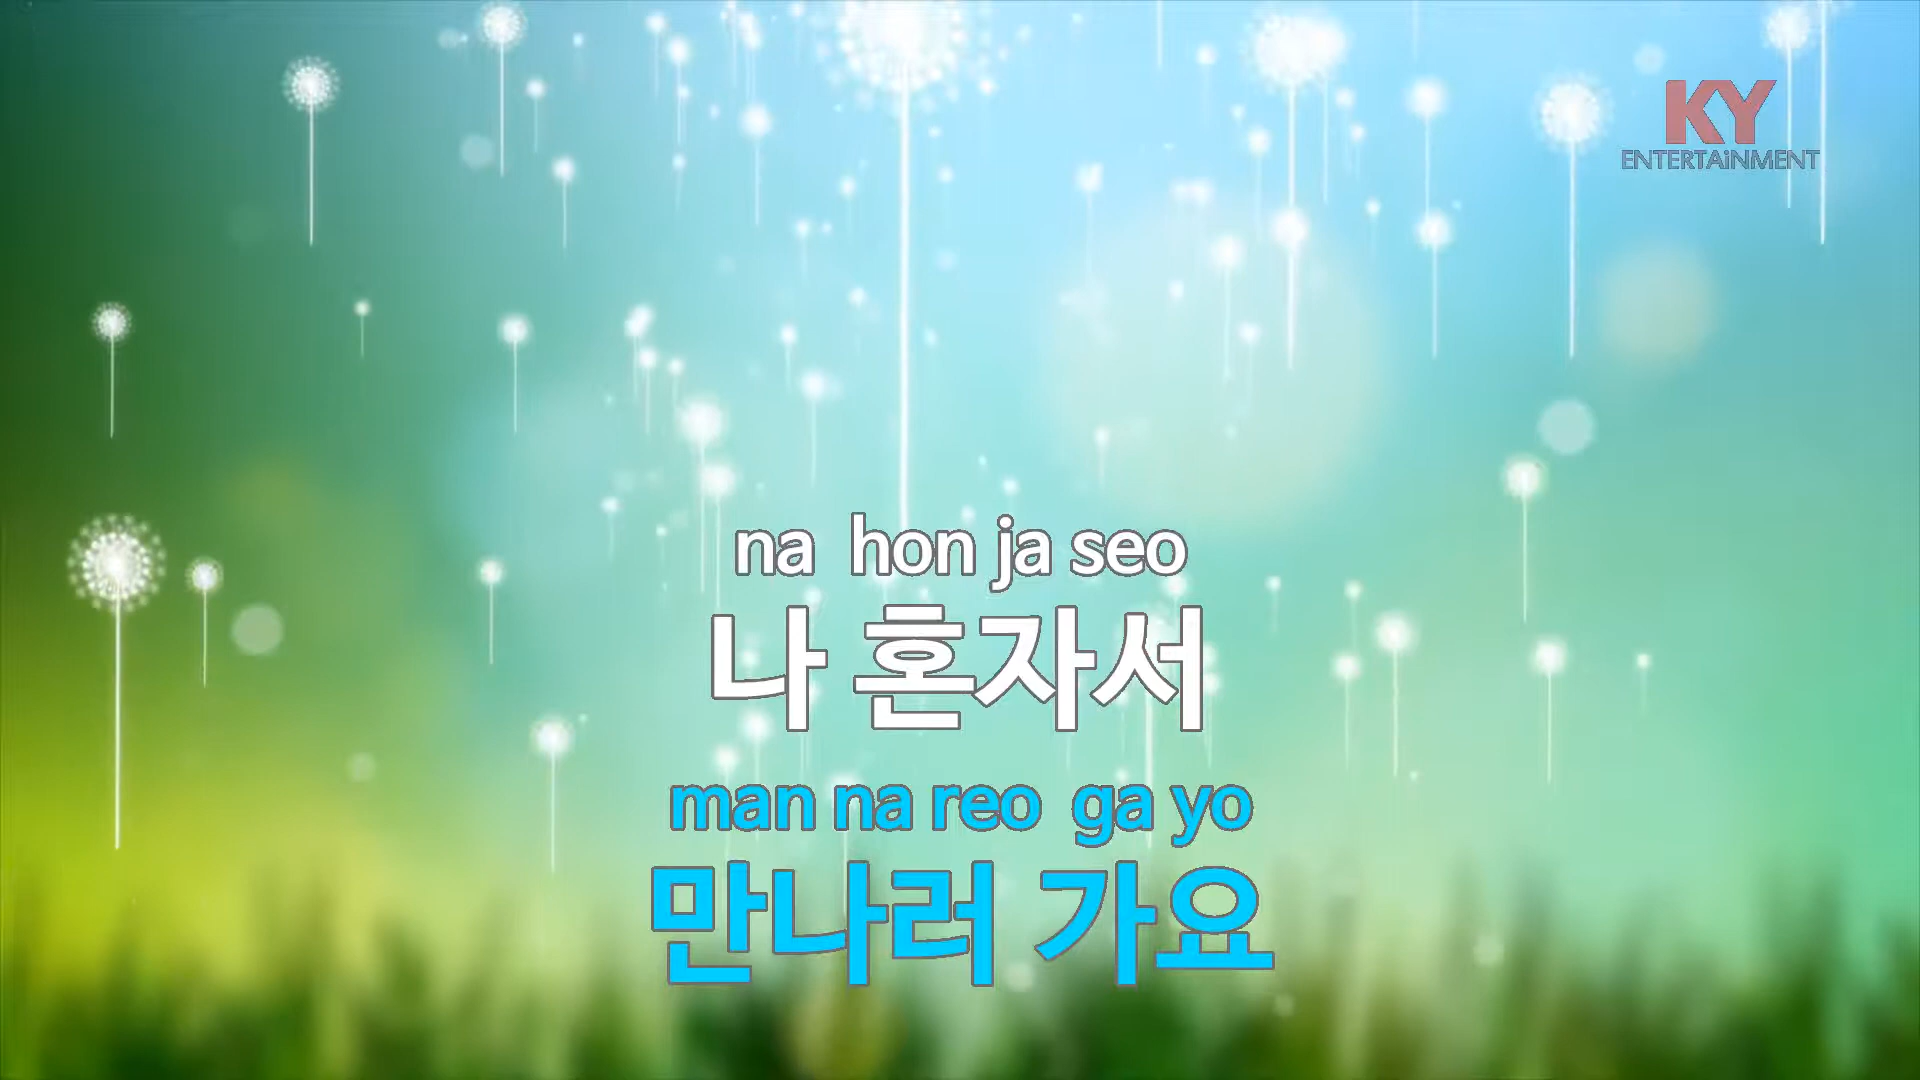 KY
ENTERTAiNMENT
na hon ja seo
나 혼자서
man na reo ga yo
만나러 가요